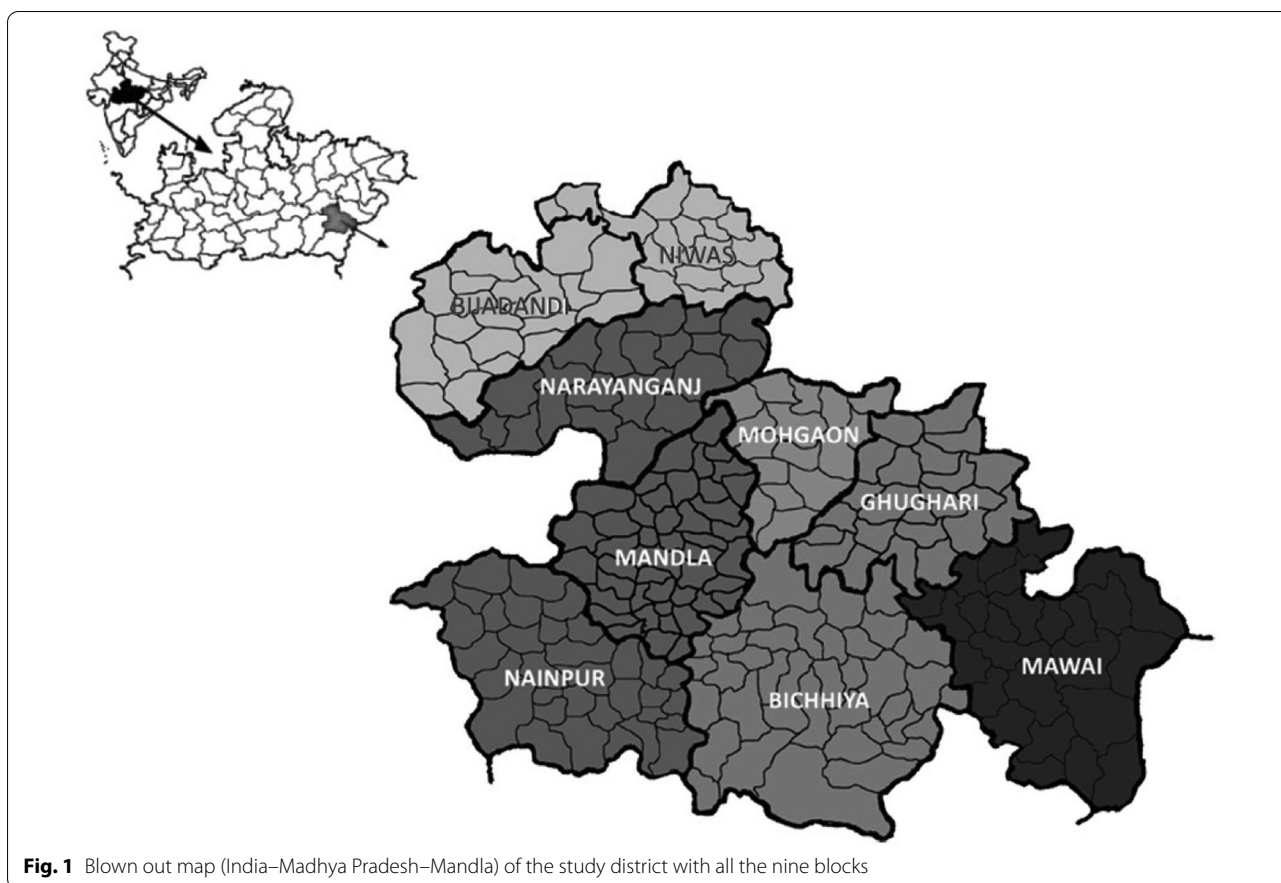 NIWAS
BIJADANDI
NARAYANGANJ
MOHGAON
GHUGHARI
MANDLA
MAWAI
NAINPUR
BICHHIYA
Fig. 1 Blown out map (India–Madhya Pradesh–Mandla) of the study district with all the nine blocks